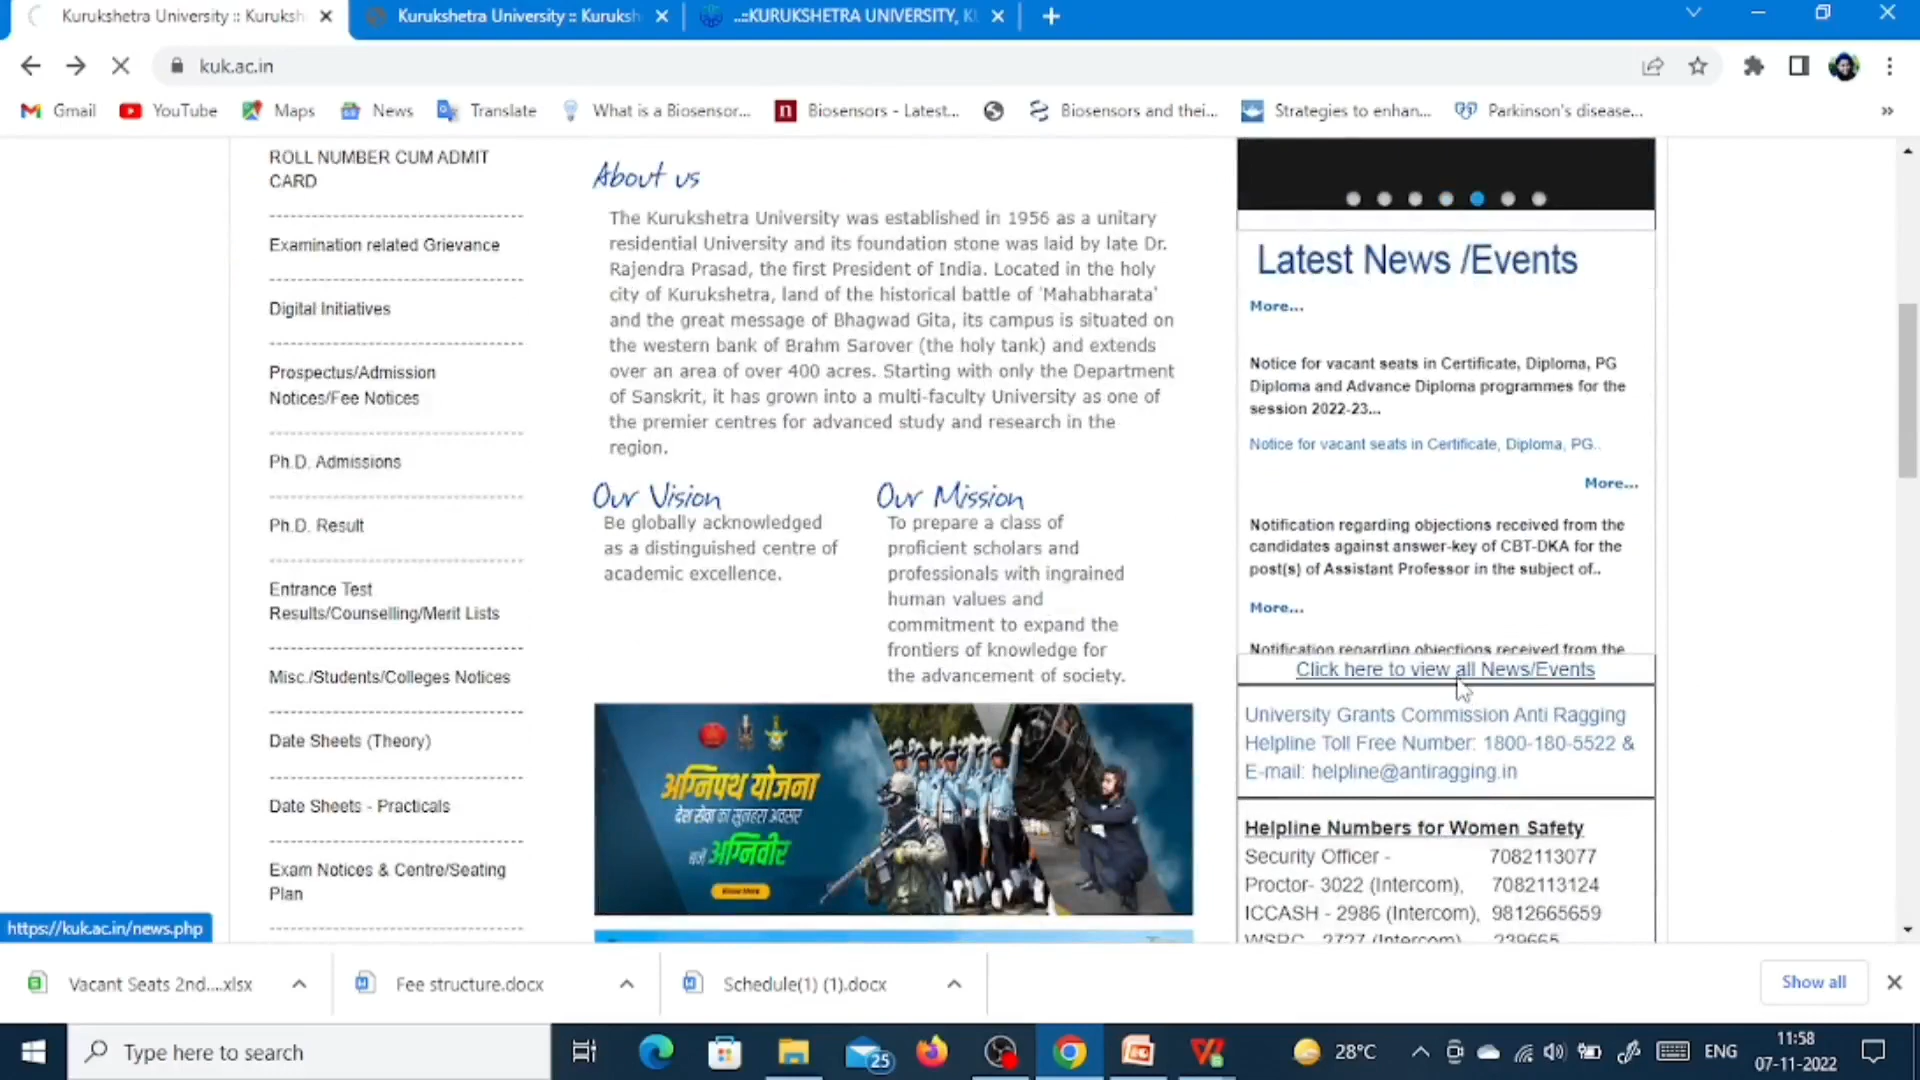 Kurukshetra University :: Kuruksh
Kurukshetra University :: Kuruksh
..::KURUKSHETRA UNIVERSITY, KU
kuk.ac.in
Gmail
YouTube
Maps
News
Translate
What is a Biosensor...
Biosensors - Latest...
Biosensors and thei...
Strategies to enhan...
Parkinson's disease...
»
ROLL NUMBER CUM ADMIT
CARD
Examination related Grievance
Digital Initiatives
Prospectus/Admission
Notices/Fee Notices
Ph.D. Admissions
Ph.D. Result
Entrance Test
Results/Counselling/Merit Lists
Misc./Students/Colleges Notices
Date Sheets (Theory)
Date Sheets - Practicals
Exam Notices & Centre/Seating
Plan
About us
The Kurukshetra University was established in 1956 as a unitary
residential University and its foundation stone was laid by late Dr.
Rajendra Prasad, the first President of India. Located in the holy
city of Kurukshetra, land of the historical battle of 'Mahabharata'
and the great message of Bhagwad Gita, its campus is situated on
the western bank of Brahm Sarover (the holy tank) and extends
over an area of over 400 acres. Starting with only the Department
of Sanskrit, it has grown into a multi-faculty University as one of
the premier centres for advanced study and research in the
region.
Our Vision
Be globally acknowledged
as a distinguished centre of
academic excellence.
Our Mission
To prepare a class of
proficient scholars and
professionals with ingrained
human values and
commitment to expand the
frontiers of knowledge for
the advancement of society.
अग्निपथ योजना
देश सेवा का सुनहरा अवसर
बनें अग्निवीर
Know More
Latest News /Events
More...
Notice for vacant seats in Certificate, Diploma, PG
Diploma and Advance Diploma programmes for the
session 2022-23...
Notice for vacant seats in Certificate, Diploma, PG..
More...
Notification regarding objections received from the
candidates against answer-key of CBT-DKA for the
post(s) of Assistant Professor in the subject of..
More...
Notification regarding objections received from the
Click here to view all News/Events
University Grants Commission Anti Ragging
Helpline Toll Free Number: 1800-180-5522 &
E-mail: helpline@antiragging.in
Helpline Numbers for Women Safety
Security Officer - 7082113077
Proctor- 3022 (Intercom), 7082113124
ICCASH - 2986 (Intercom), 9812665659
WSRC - 2727 (Intercom) 239665
https://kuk.ac.in/news.php
Vacant Seats 2nd....xlsx
Fee structure.docx
Schedule(1) (1).docx
Show all
Type here to search
25
28°C
ENG
11:58
07-11-2022